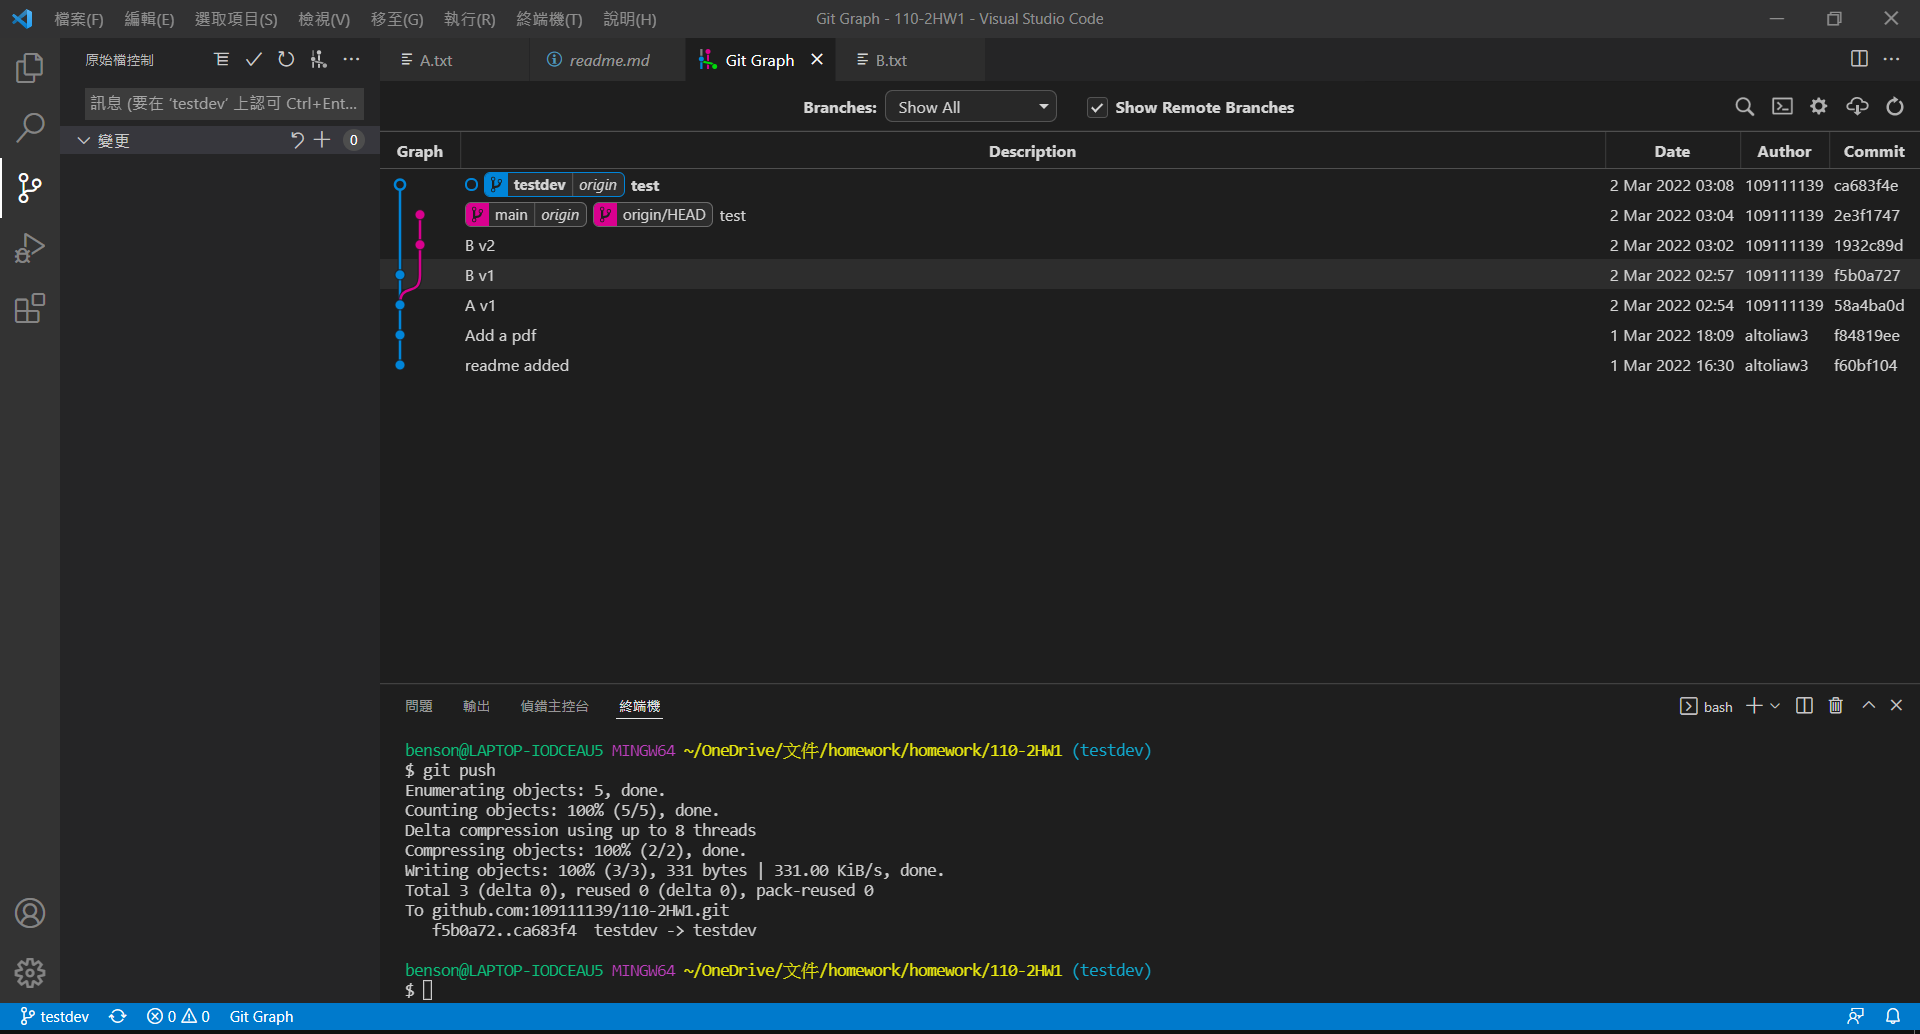 檔案(F) 編輯(E) 選取項目(S) 檢視(V) 移至(G) 執行(R) 終端機(T) 說明(H) Git Graph - 110-2HW1 - Visual Studio Code
原始檔控制 A.txt readme.md Git Graph B.txt
訊息 (要在 ‘testdev’ 上認可 Ctrl+Ent...
變更 0
Branches: Show All Show Remote Branches
Graph Description Date Author Commit
testdev origin test 2 Mar 2022 03:08 109111139 ca683f4e
main origin origin/HEAD test 2 Mar 2022 03:04 109111139 2e3f1747
B v2 2 Mar 2022 03:02 109111139 1932c89d
B v1 2 Mar 2022 02:57 109111139 f5b0a727
A v1 2 Mar 2022 02:54 109111139 58a4ba0d
Add a pdf 1 Mar 2022 18:09 altoliaw3 f84819ee
readme added 1 Mar 2022 16:30 altoliaw3 f60bf104
問題 輸出 偵錯主控台 終端機 bash
benson@LAPTOP-IODCEAU5 MINGW64 ~/OneDrive/文件/homework/homework/110-2HW1 (testdev)
$ git push
Enumerating objects: 5, done.
Counting objects: 100% (5/5), done.
Delta compression using up to 8 threads
Compressing objects: 100% (2/2), done.
Writing objects: 100% (3/3), 331 bytes | 331.00 KiB/s, done.
Total 3 (delta 0), reused 0 (delta 0), pack-reused 0
To github.com:109111139/110-2HW1.git
f5b0a72..ca683f4 testdev -> testdev
benson@LAPTOP-IODCEAU5 MINGW64 ~/OneDrive/文件/homework/homework/110-2HW1 (testdev)
$
testdev 0 0 Git Graph